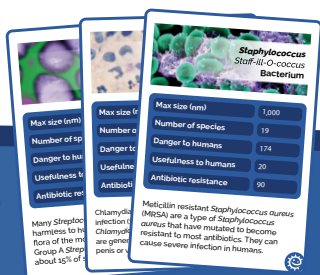 Staphylococcus
Staff-ill-O-coccus
Bacterium
Max size (nm) 1,000
Number of species 19
Danger to humans 174
Usefulness to humans 20
Antibiotic resistance 90
Meticillin resistant Staphylococcus aureus
(MRSA) are a type of Staphylococcus
aureus that have mutated to become
resistant to most antibiotics. They can
cause severe infection in humans.
Max size (n
Number o
Danger to
Usefulne
Antibioti
Chlamydia
infection (S
Chlamyd
are gener
penis or v
Max size (nm)
Number of sp
Danger to hu
Usefulness to
Antibiotic res
Many Strepto
harmless to hu
flora of the mo
Group A Strep
about 15% of s